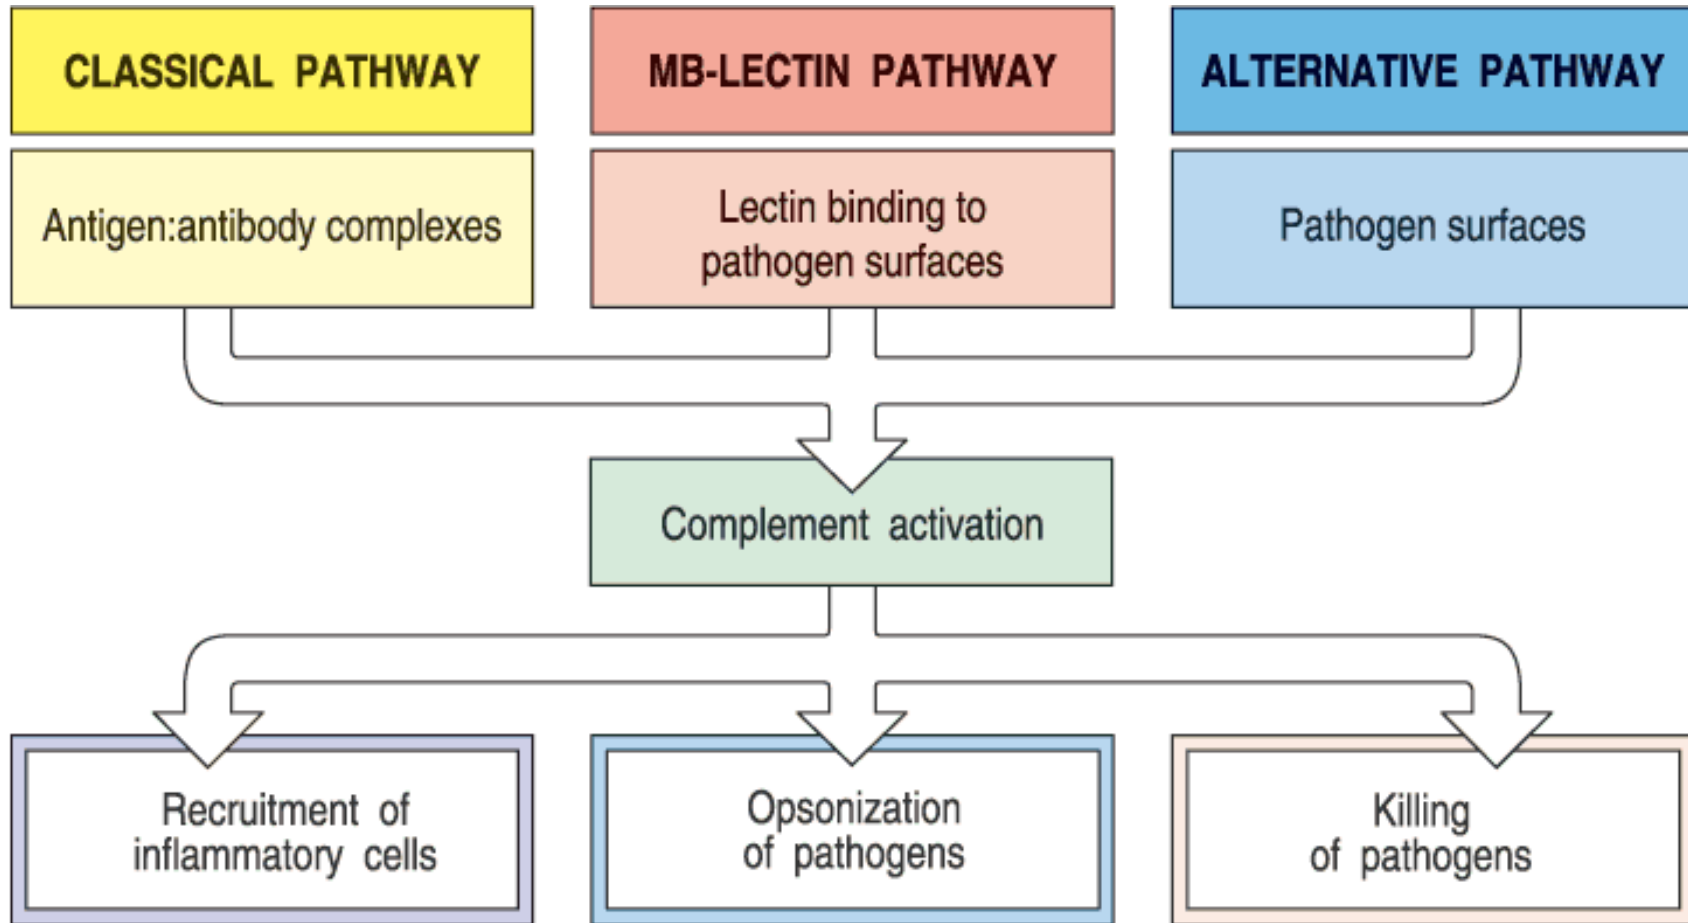 CLASSICAL PATHWAY
MB-LECTIN PATHWAY
ALTERNATIVE PATHWAY
Antigen:antibody complexes
Lectin binding to
pathogen surfaces
Pathogen surfaces
Complement activation
Recruitment of
inflammatory cells
Opsonization
of pathogens
Killing
of pathogens